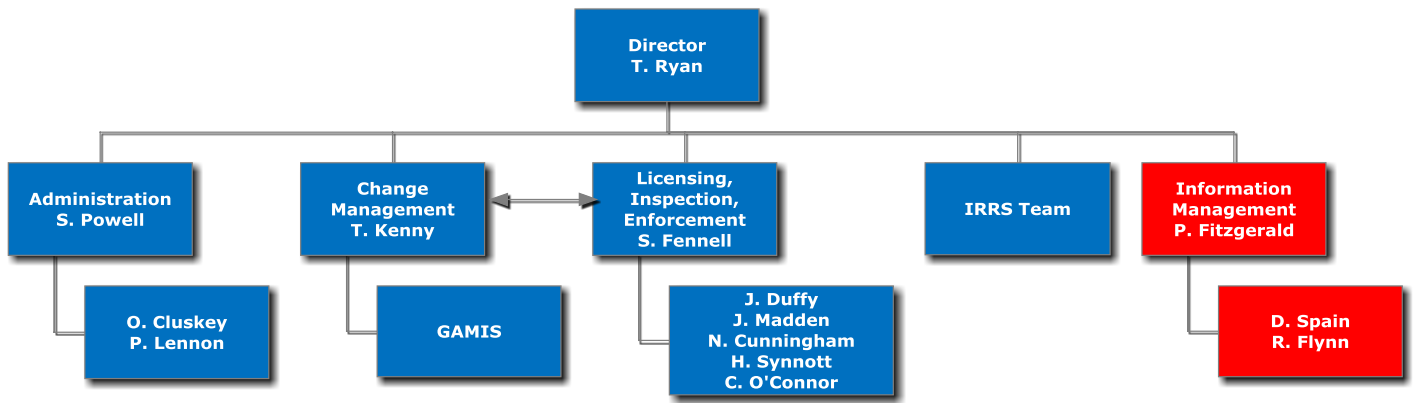 Director
T. Ryan
Administration
S. Powell
Change
Management
T. Kenny
Licensing,
Inspection,
Enforcement
S. Fennell
IRRS Team
Information
Management
P. Fitzgerald
O. Cluskey
P. Lennon
GAMIS
J. Duffy
J. Madden
N. Cunningham
H. Synnott
C. O'Connor
D. Spain
R. Flynn